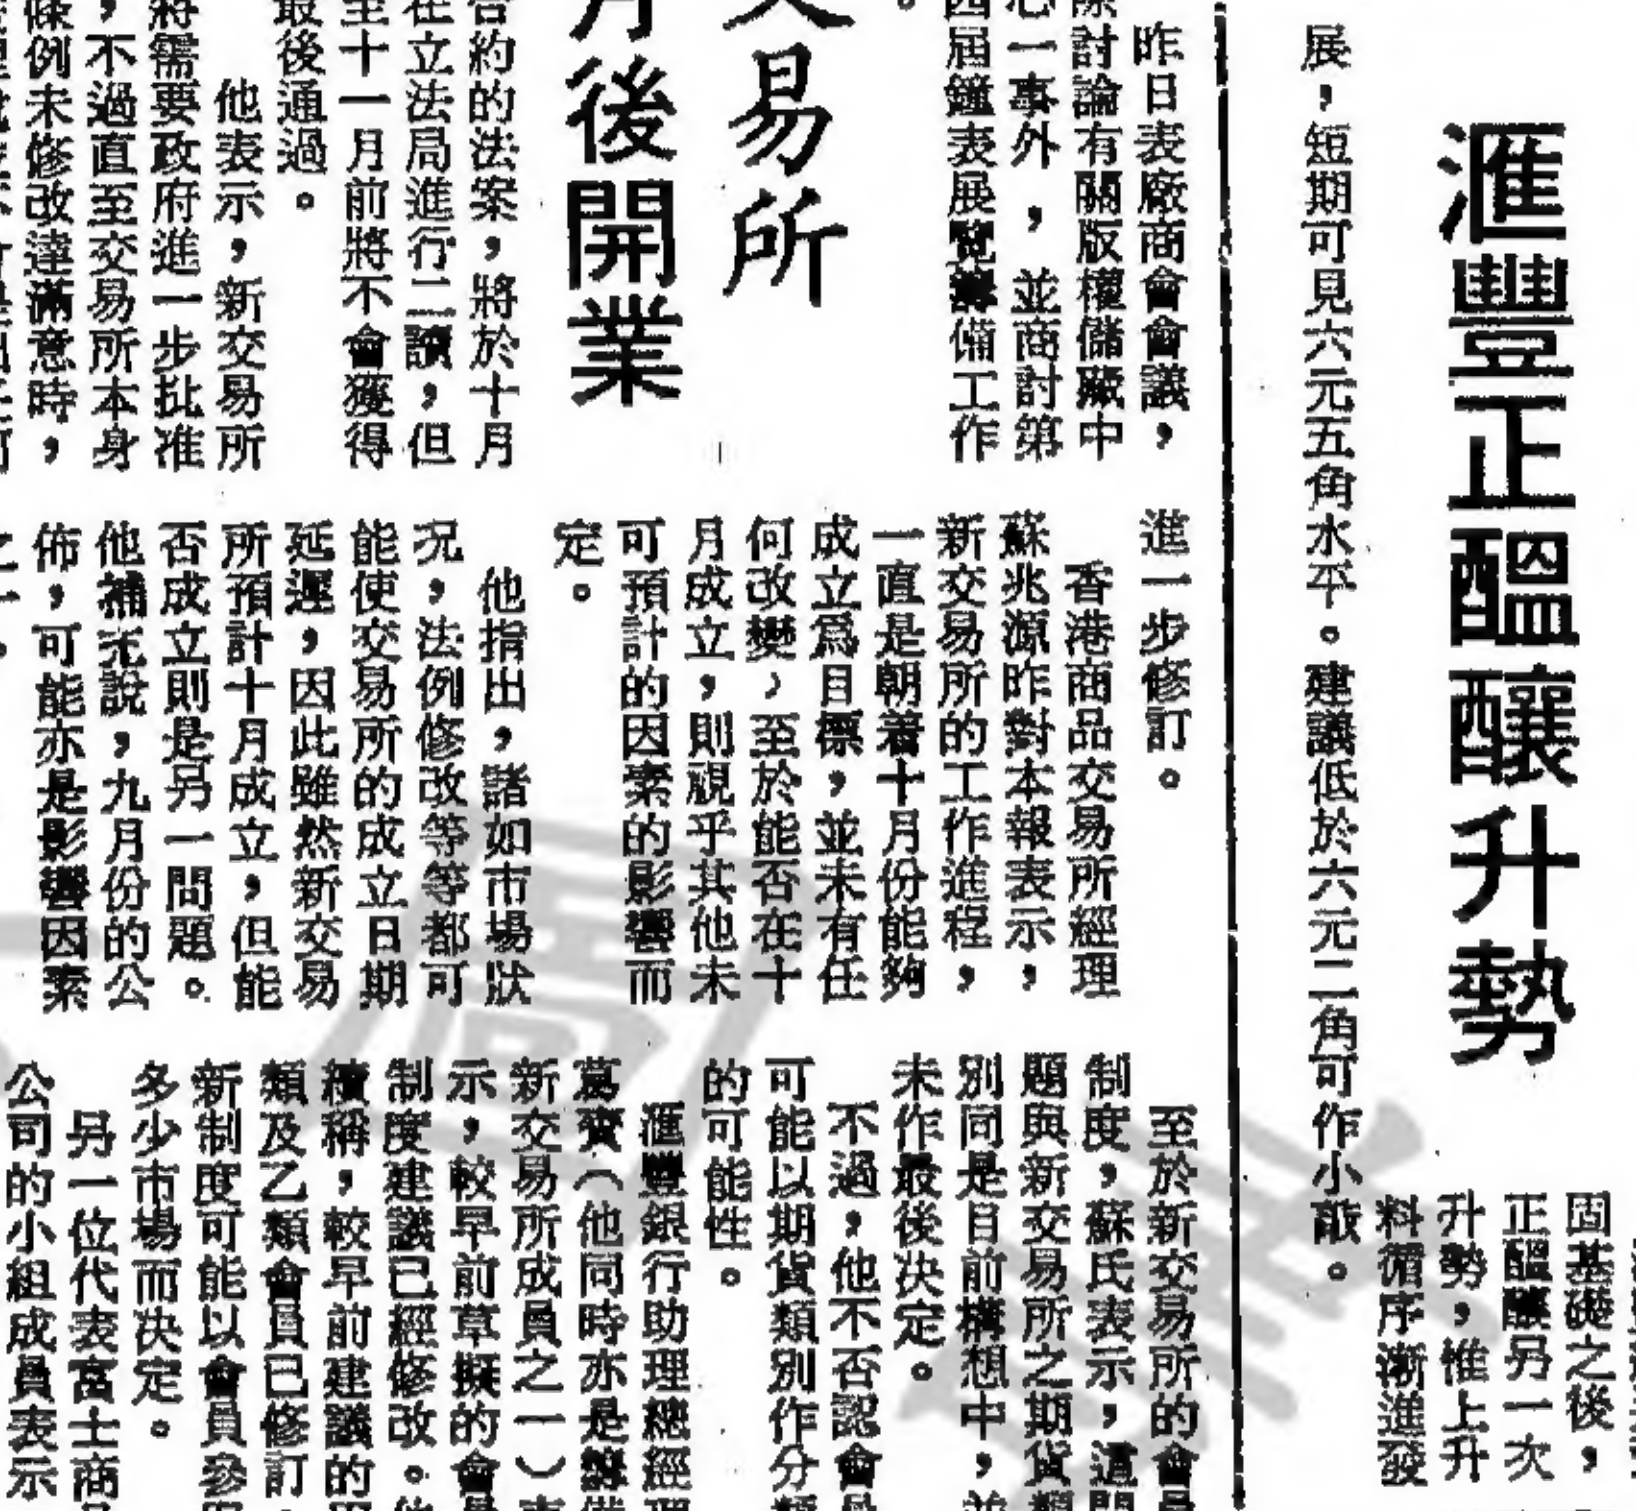 滙豐正醞釀升勢
固基礎之後，
正醞釀另一次
升勢，惟上升
料循序漸進發
展，短期可見六元五角水平。建議低於六元二角可作小敲。
昨日表廠商會會議，
討論有關版權儲藏中
心一事外，並商討第
四屆鐘表展覽籌備工作
。
交易所
月後開業
合約的法案，將於十月
在立法局進行二讀，但
至十一月前將不會獲得
最後通過。
他表示，新交易所
將需要政府進一步批准
，不過直至交易所本身
條例未修改達滿意時，
進一步修訂。
香港商品交易所經理
蘇兆源昨對本報表示，
新交易所的工作進程，
一直是朝着十月份能夠
成立爲目標，並未有任
何改變，至於能否在十
月成立，則視乎其他未
可預計的因素的影響而
定。
他指出，諸如市場狀
況，法例修改等等都可
能使交易所的成立日期
延遲，因此雖然新交易
所預計十月成立，但能
否成立則是另一問題。
他補充說，九月份的公
佈，可能亦是影響因素
之一。
至於新交易所的會員
制度，蘇氏表示，這問
題與新交易所之期貨類
別同是目前構想中，並
未作最後決定。
不過，他不否認會員
可能以期貨類別作分類
的可能性。
滙豐銀行助理總經理
葛賚（他同時亦是籌備
新交易所成員之一）表
示，較早前草擬的會員
制度建議已經修改。他
續稱，較早前建議的甲
類及乙類會員已修訂，
新制度可能以會員參與
多少市場而決定。
另一位代表富士商品
公司的小組成員表示